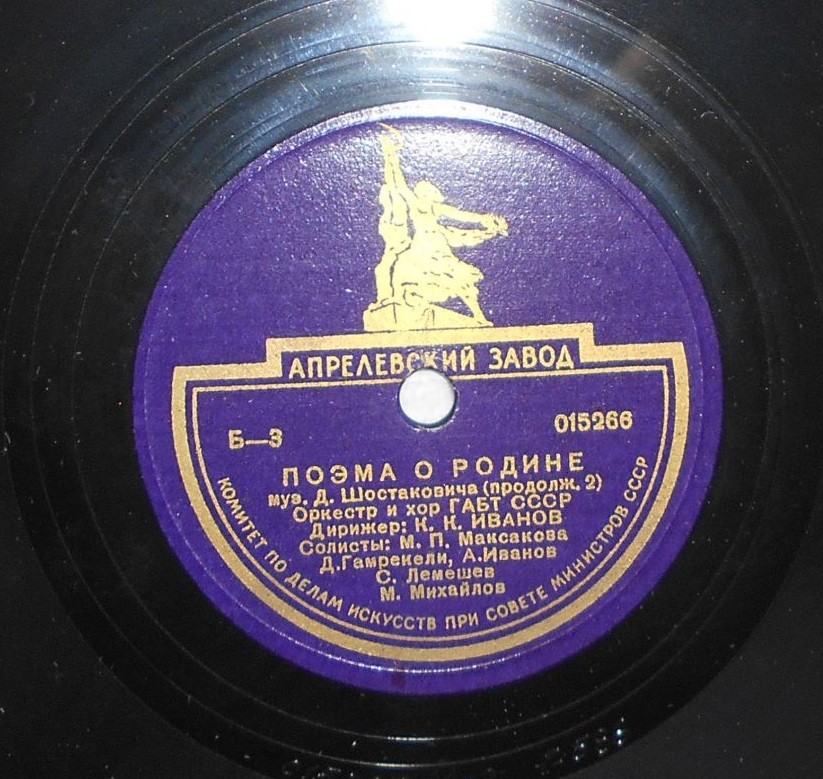 АПРЕЛЕВСКИЙ ЗАВОД
Б—3
015266
ПОЭМА О РОДИНЕ
муз. Д. Шостаковича (продолж. 2)
Оркестр и хор ГАБТ СССР
Дирижер: К. К. ИВАНОВ
Солисты: М. П. Максакова
Д.Гамрекели, А.Иванов
С. Лемешев
М. Михайлов
КОМИТЕТ ПО ДЕЛАМ ИСКУССТВ ПРИ СОВЕТЕ МИНИСТРОВ СССР